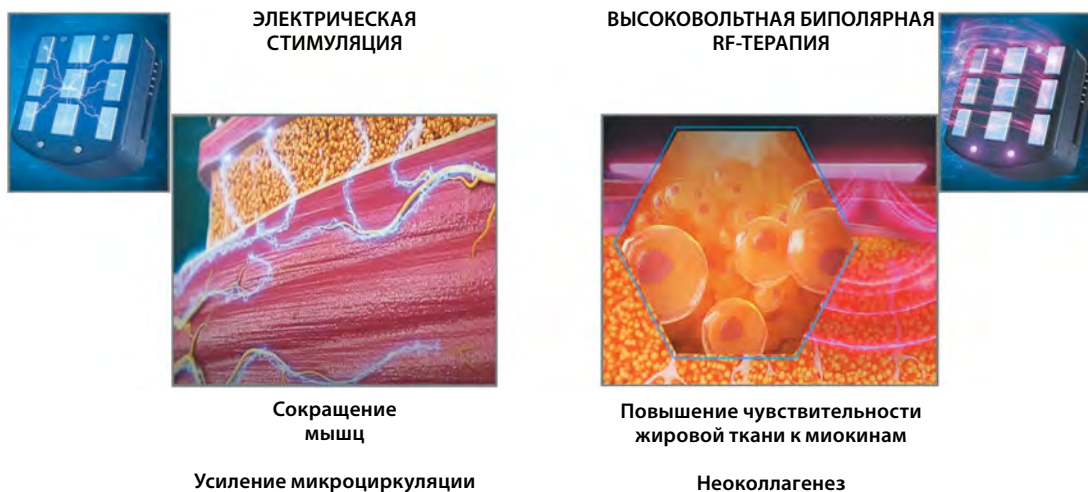 ЭЛЕКТРИЧЕСКАЯ
СТИМУЛЯЦИЯ
ВЫСОКОВОЛЬТНАЯ БИПОЛЯРНАЯ
RF-ТЕРАПИЯ
Сокращение
мышц
Усиление микроциркуляции
Повышение чувствительности
жировой ткани к миокинам
Неоколлагенез